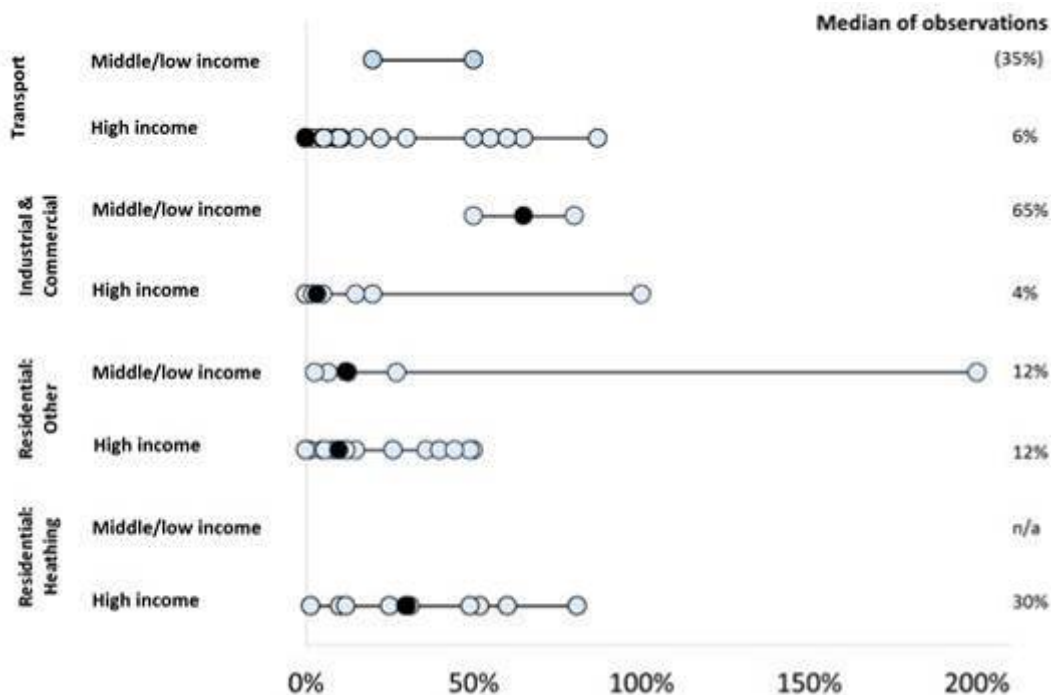 Median of observations
Transport
Middle/low income
(35%)
High income
6%
Industrial &
Commercial
Middle/low income
65%
High income
4%
Residential:
Other
Middle/low income
12%
High income
12%
Residential:
Heathing
Middle/low income
n/a
High income
30%
0% 50% 100% 150% 200%